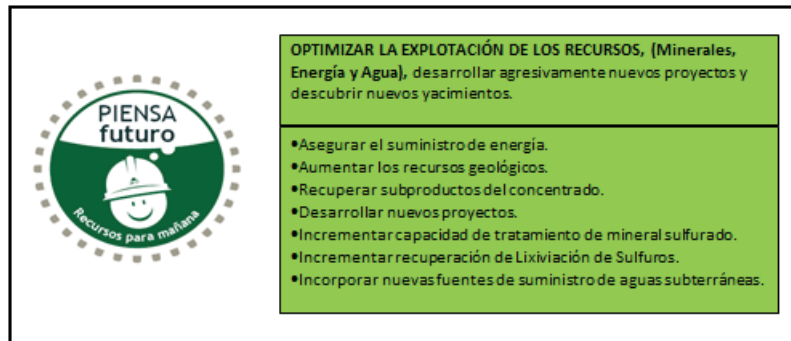 PIENSA
futuro
Recursos para mañana
OPTIMIZAR LA EXPLOTACIÓN DE LOS RECURSOS, (Minerales,
Energía y Agua), desarrollar agresivamente nuevos proyectos y
descubrir nuevos yacimientos.
•Asegurar el suministro de energía.
•Aumentar los recursos geológicos.
•Recuperar subproductos del concentrado.
•Desarrollar nuevos proyectos.
•Incrementar capacidad de tratamiento de mineral sulfurado.
•Incrementar recuperación de Lixiviación de Sulfuros.
•Incorporar nuevas fuentes de suministro de aguas subterráneas.